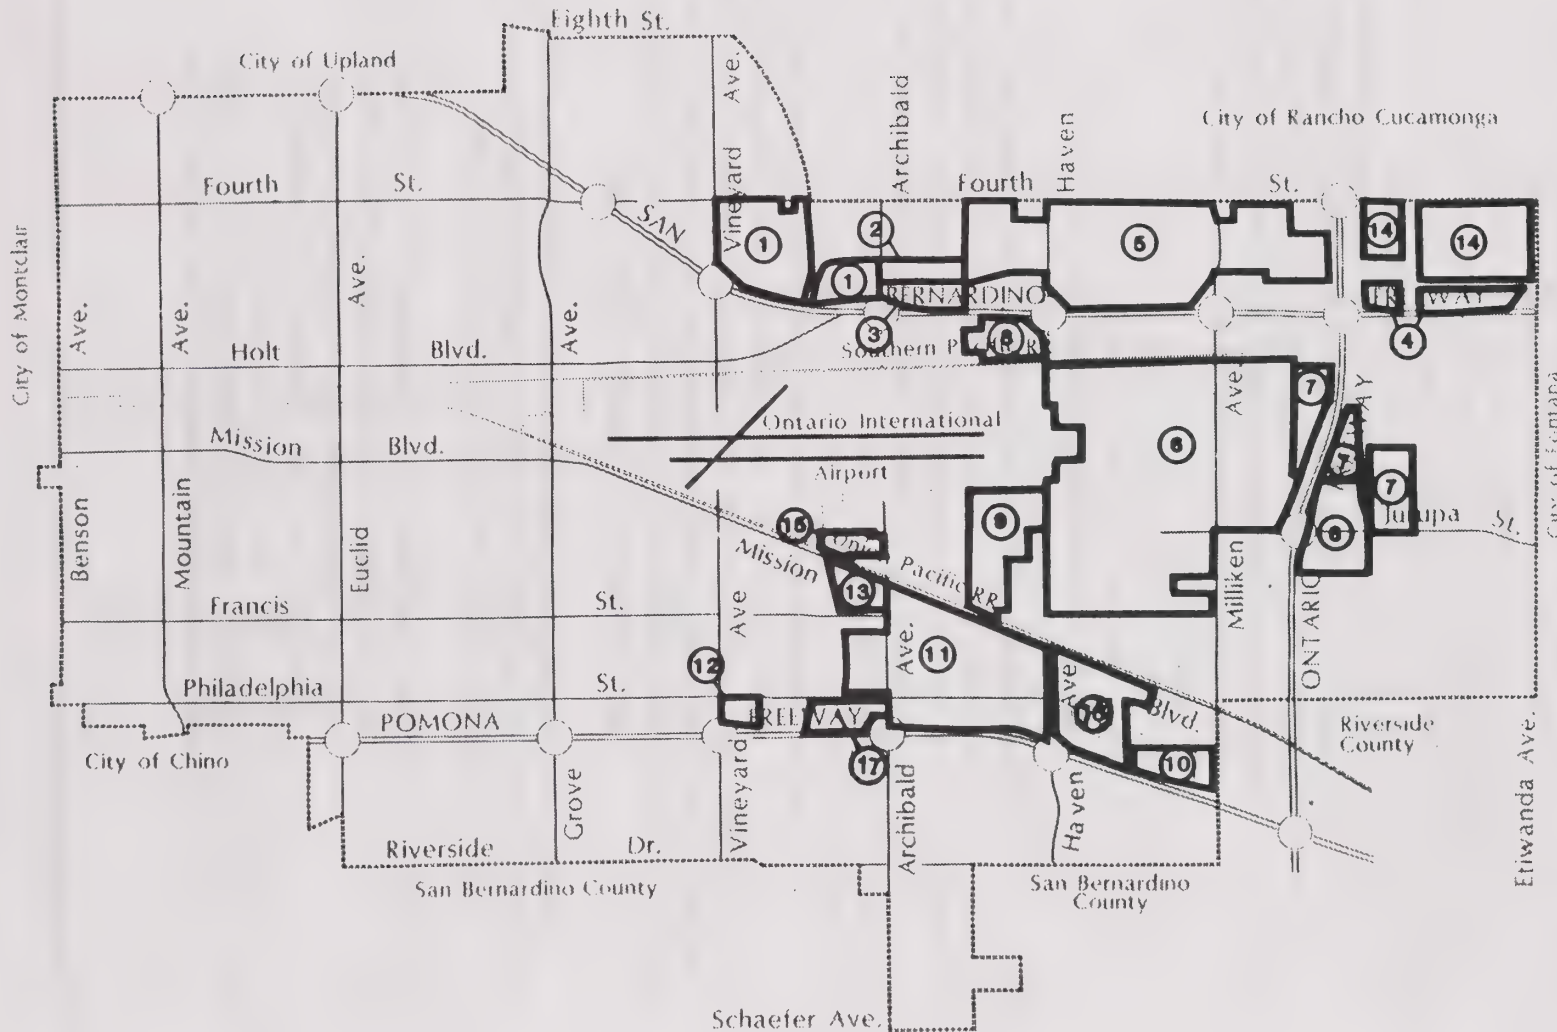 Eighth St.
City of Upland
City of Rancho Cucamonga
Vineyard Ave.
Archibald
Haven
Fourth St.
Fourth St.
SAN BERNARDINO
City of Montclair
Ave.
Ave.
Ave.
Ave.
Holt Blvd.
Southern
RR
Ontario International
Airport
Mission Blvd.
Ave.
City of Fontana
Benson
Mountain
Euclid
Mission
Pacific RR
Jurupa St.
Milliken
ONTARIO
Francis St.
Ave
Ave.
Ave
Philadelphia St.
POMONA FREEWAY
Blvd.
Riverside
County
City of Chino
Grove
Vineyard
Archibald
Haven
Etiwanda Ave.
Riverside Dr.
San Bernardino County
San Bernardino
County
Schaefer Ave.
1
2
5
14
14
1
3
8
4
7
6
7
7
9
8
15
13
11
12
10
17